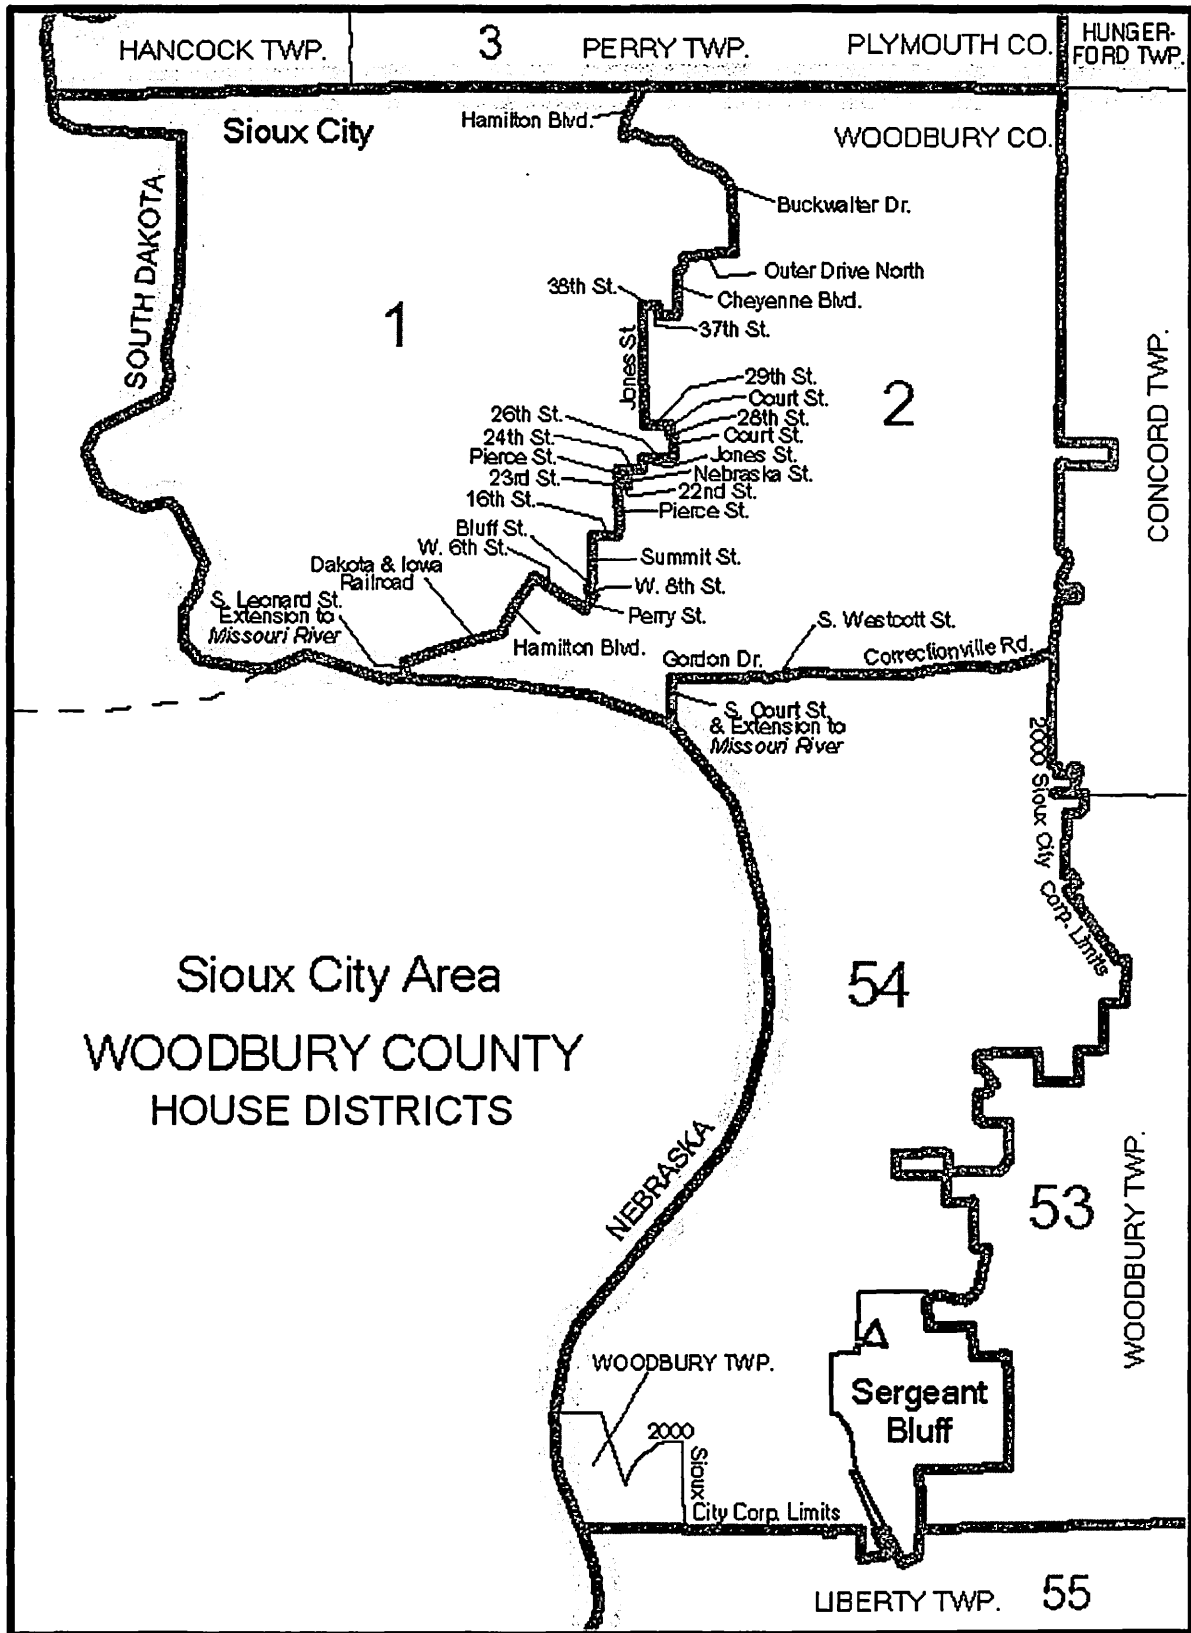 HANCOCK TWP.
3
PERRY TWP.
PLYMOUTH CO.
HUNGER-
FORD TWP.
Hamilton Blvd.
Sioux City
WOODBURY CO.
SOUTH DAKOTA
Buckwalter Dr.
Outer Drive North
38th St.
Cheyenne Blvd.
1
37th St.
Jones St.
CONCORD TWP.
29th St.
2
Court St.
26th St.
28th St.
24th St.
Court St.
Pierce St.
Jones St.
23rd St.
Nebraska St.
22nd St.
16th St.
Pierce St.
Bluff St.
W. 6th St.
Summit St.
Dakota & Iowa
Railroad
W. 8th St.
S. Leonard St.
Extension to
Missouri River
Perry St.
S. Westcott St.
Hamilton Blvd.
Gordon Dr.
Correctionville Rd.
S. Court St.
& Extension to
Missouri River
2000 Sioux City Corp. Limits
Sioux City Area
54
WOODBURY COUNTY
HOUSE DISTRICTS
NEBRASKA
53
WOODBURY TWP.
WOODBURY TWP.
Sergeant
Bluff
2000
Sioux
City Corp. Limits
LIBERTY TWP.
55